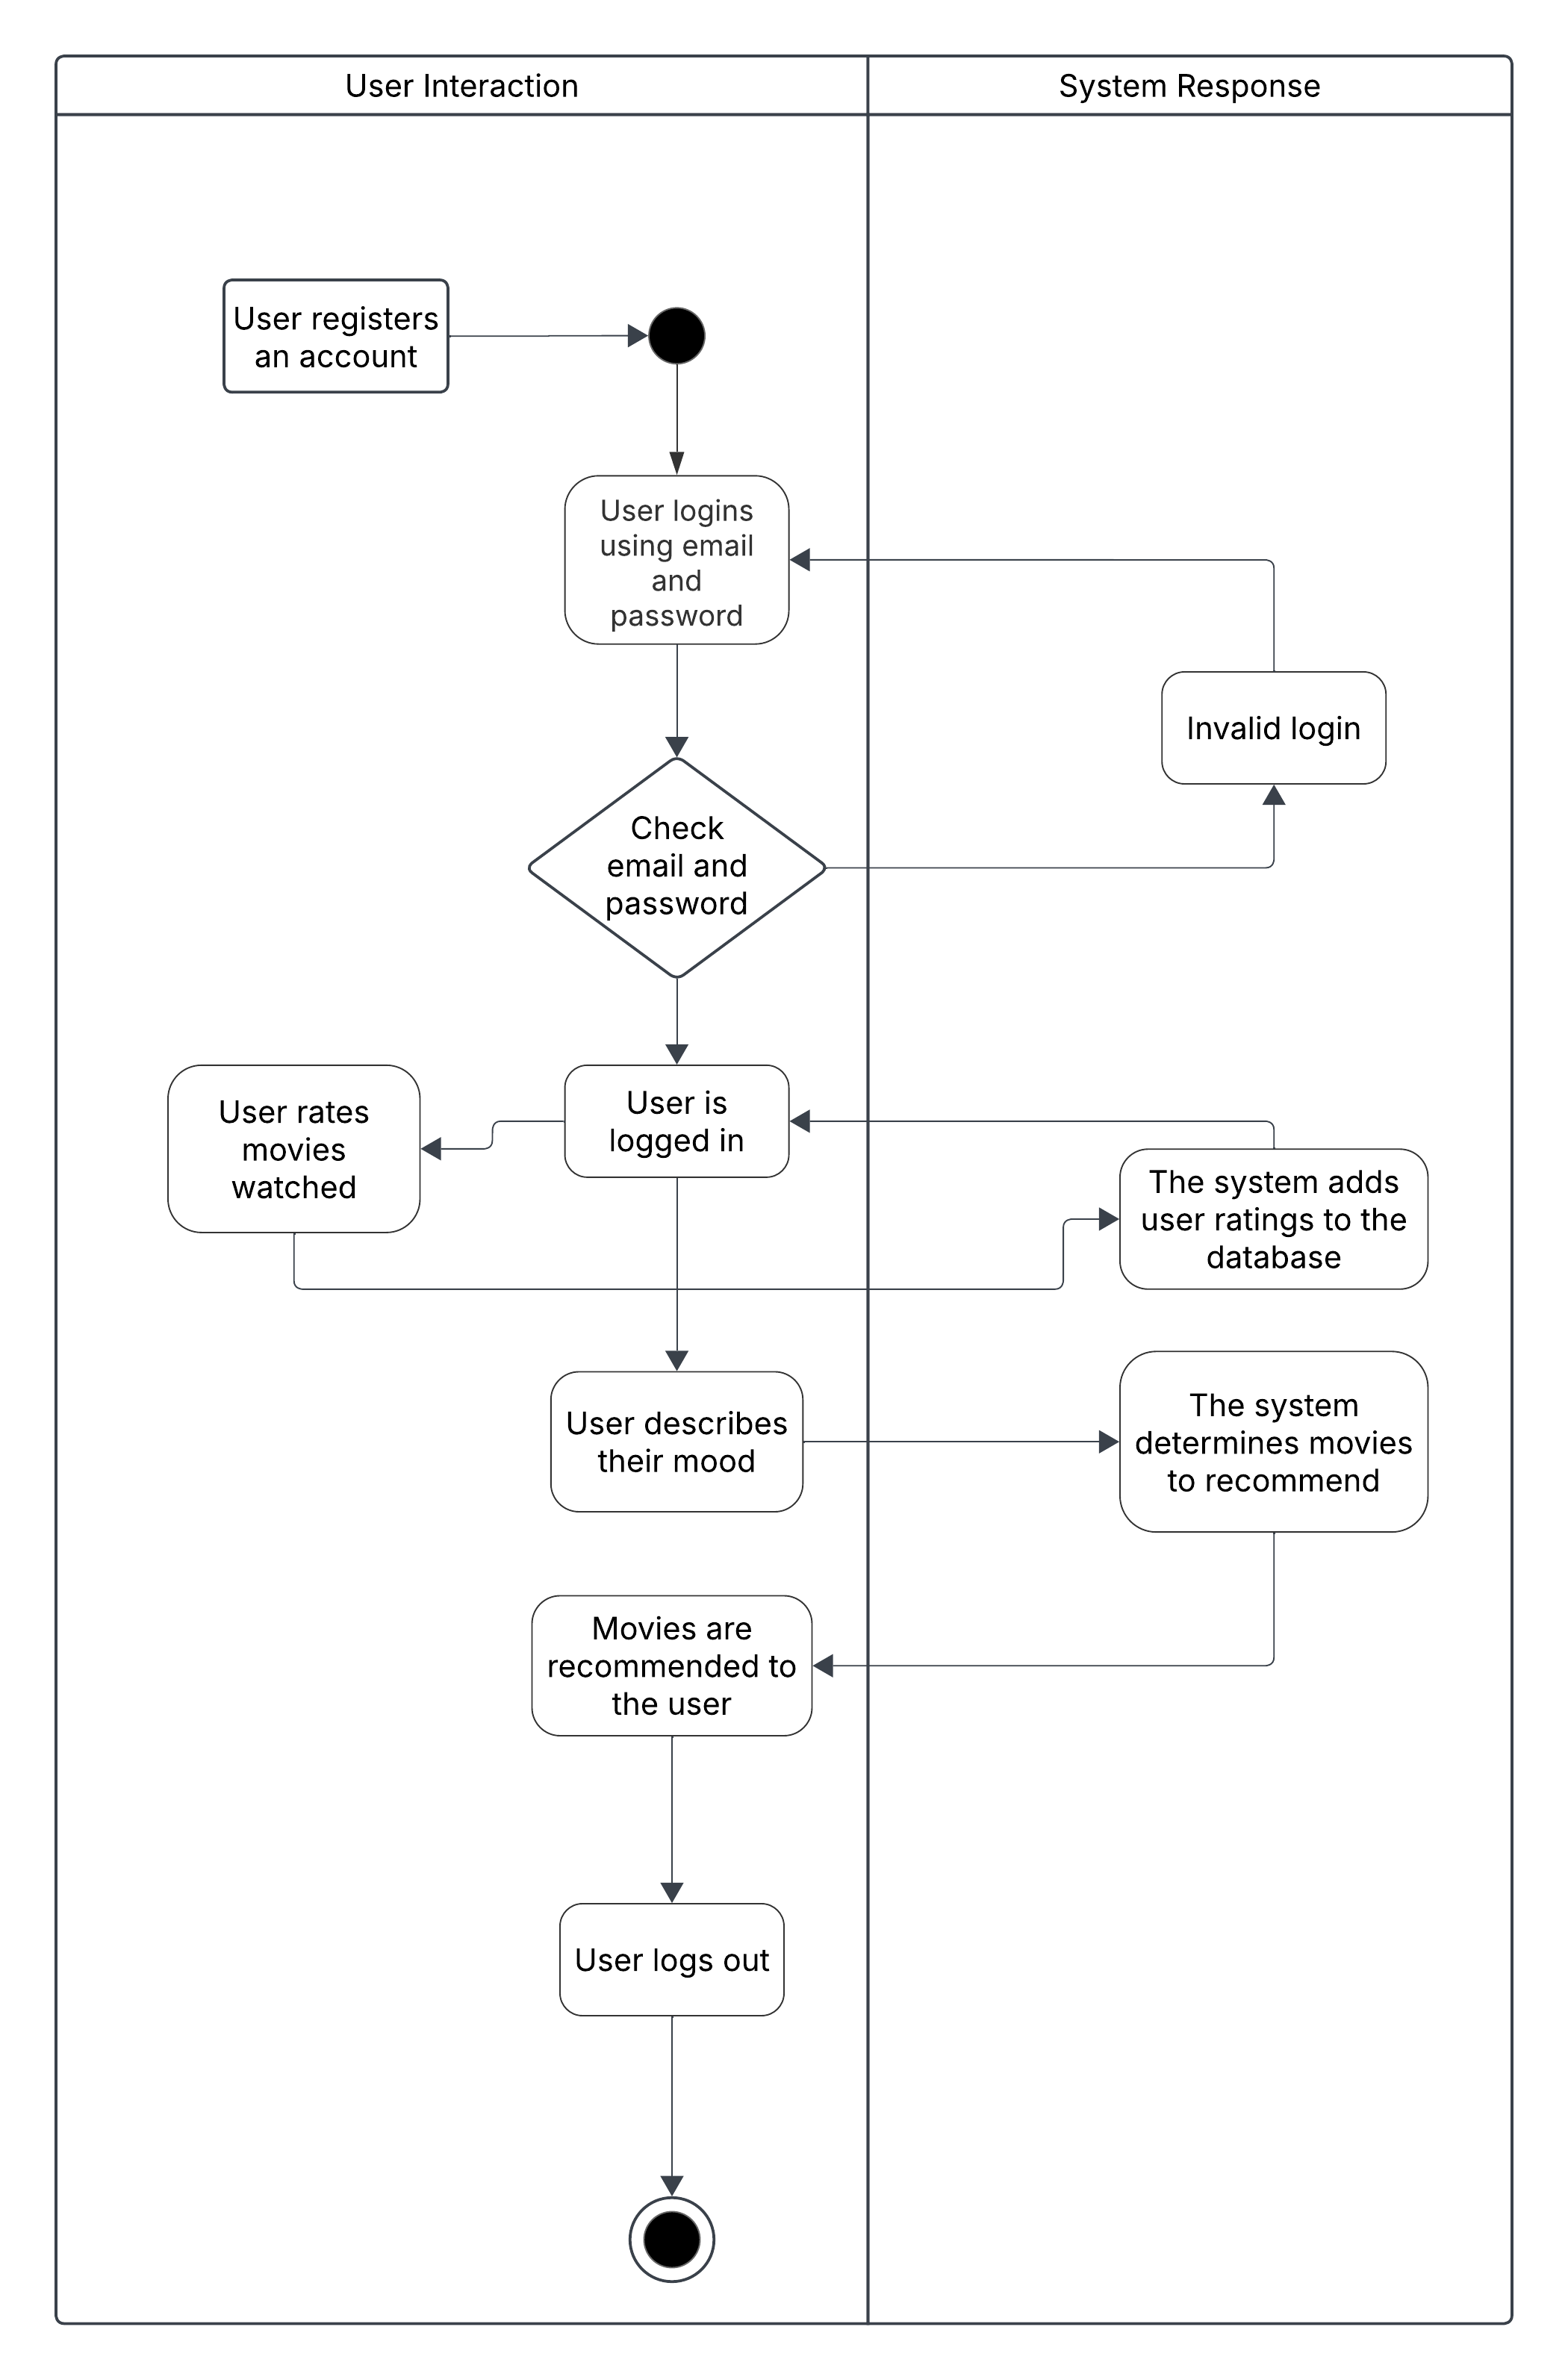 User Interaction
System Response
User registers
an account
User logins
using email
and
password
Invalid login
Check
email and
password
User rates
movies
watched
User is
logged in
The system adds
user ratings to the
database
User describes
their mood
The system
determines movies
to recommend
Movies are
recommended to
the user
User logs out